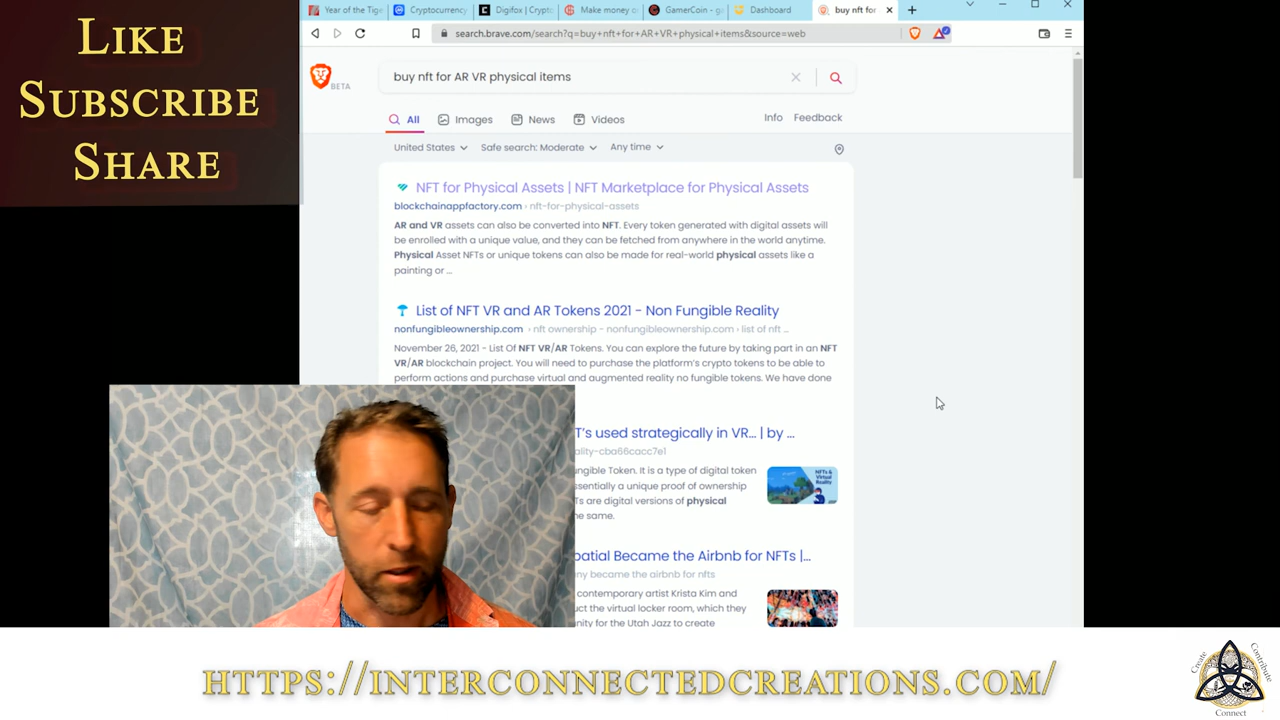 LIKE
SUBSCRIBE
SHARE
Year of the Tige
Cryptocurrency
Digifox | Crypto
Make money o
GamerCoin - g
Dashboard
buy nft for
search.brave.com/search?q=buy+nft+for+AR+VR+physical+items&source=web
BETA
buy nft for AR VR physical items
All
Images
News
Videos
Info
Feedback
United States
Safe search: Moderate
Any time
NFT for Physical Assets | NFT Marketplace for Physical Assets
blockchainappfactory.com › nft-for-physical-assets
AR and VR assets can also be converted into NFT. Every token generated with digital assets will
be enrolled with a unique value, and they can be fetched from anywhere in the world anytime.
Physical Asset NFTs or unique tokens can also be made for real-world physical assets like a
painting or ...
List of NFT VR and AR Tokens 2021 - Non Fungible Reality
nonfungibleownership.com › nft ownership - nonfungibleownership.com › list of nft ...
November 26, 2021 - List Of NFT VR/AR Tokens. You can explore the future by taking part in an NFT
VR/AR blockchain project. You will need to purchase the platform's crypto tokens to be able to
perform actions and purchase virtual and augmented reality no fungible tokens. We have done
T's used strategically in VR... | by ...
ality-cba66cacc7e1
ungible Token. It is a type of digital token
essentially a unique proof of ownership
Ts are digital versions of physical
he same.
NFTs &
Virtual
Reality
patial Became the Airbnb for NFTs |...
ny became the airbnb for nfts
contemporary artist Krista Kim and
uct the virtual locker room, which they
unity for the Utah Jazz to create
HTTPS://INTERCONNECTEDCREATIONS.COM/
Create
Contribute
Connect